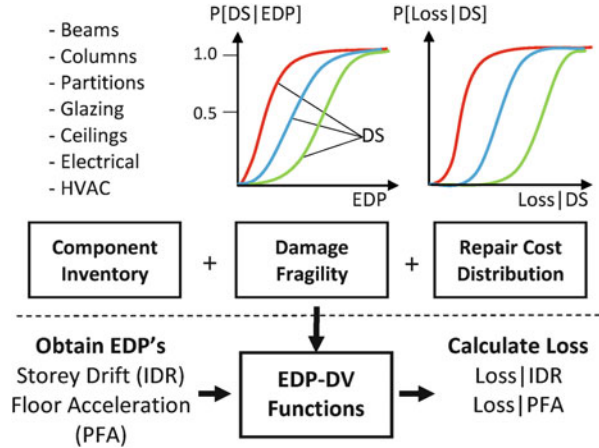 - Beams
- Columns
- Partitions
- Glazing
- Ceilings
- Electrical
- HVAC
P[DS|EDP]
1.0
0.5
DS
EDP
P[Loss|DS]
Loss|DS
Component
Inventory
+
Damage
Fragility
+
Repair Cost
Distribution
Obtain EDP's
Storey Drift (IDR)
Floor Acceleration
(PFA)
EDP-DV
Functions
Calculate Loss
Loss|IDR
Loss|PFA